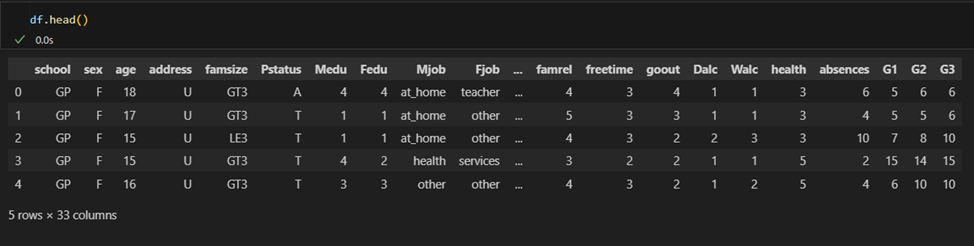 df.head()
✓ 0.0s
school sex age address famsize Pstatus Medu Fedu Mjob Fjob ... famrel freetime goout Dalc Walc health absences G1 G2 G3
0 GP F 18 U GT3 A 4 4 at_home teacher ... 4 3 4 1 1 3 6 5 6 6
1 GP F 17 U GT3 T 1 1 at_home other ... 5 3 3 1 1 3 4 5 5 6
2 GP F 15 U LE3 T 1 1 at_home other ... 4 3 2 2 3 3 10 7 8 10
3 GP F 15 U GT3 T 4 2 health services ... 3 2 2 1 1 5 2 15 14 15
4 GP F 16 U GT3 T 3 3 other other ... 4 3 2 1 2 5 4 6 10 10
5 rows × 33 columns